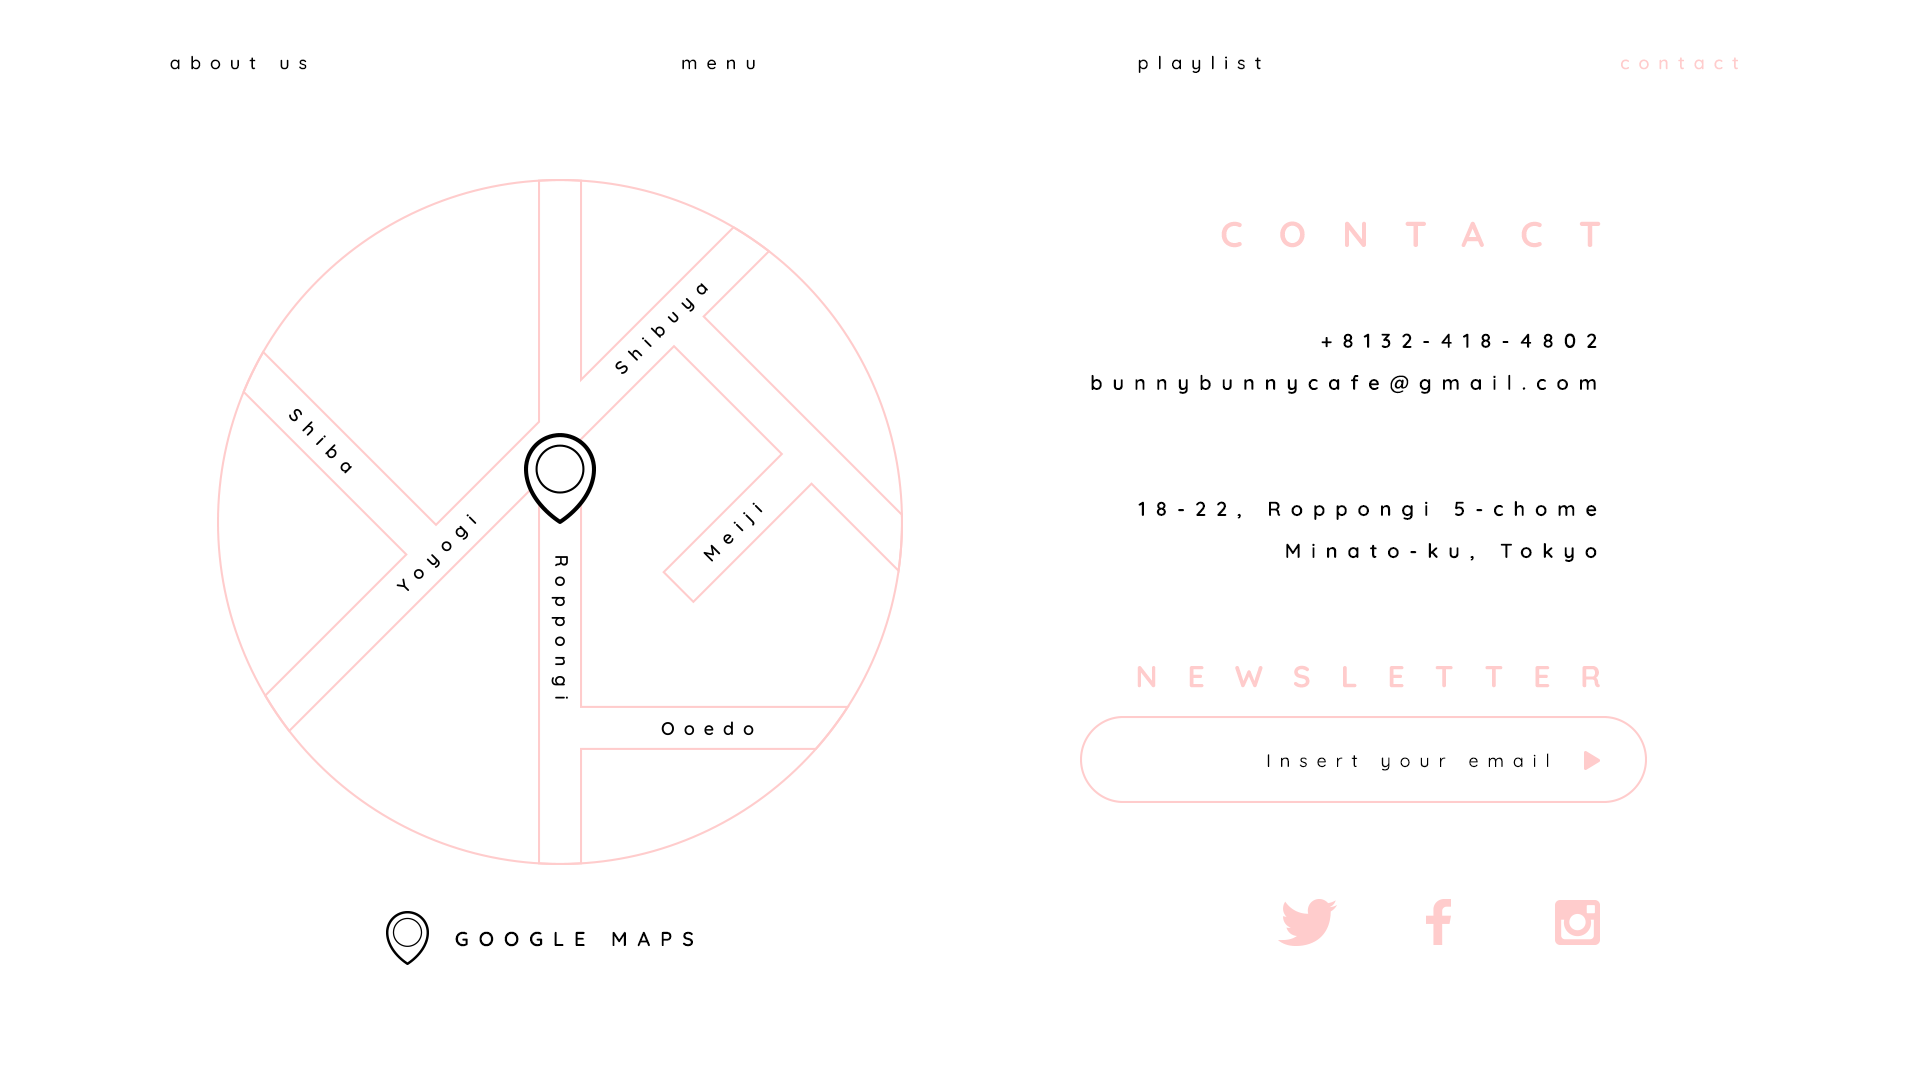 about us
menu
playlist
contact
Shibuya
Shiba
Yoyogi
Meiji
Roppongi
Ooedo
GOOGLE MAPS
CONTACT
+8132-418-4802
bunnybunnycafe@gmail.com
18-22, Roppongi 5-chome
Minato-ku, Tokyo
NEWSLETTER
Insert your email